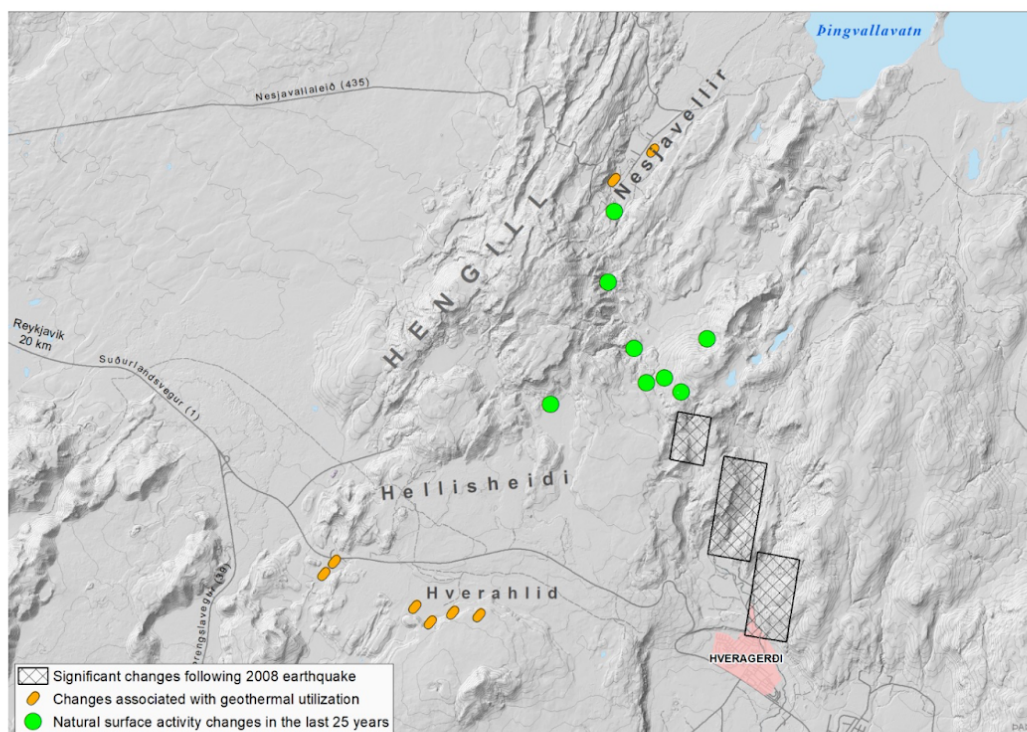 Þingvallavatn
Nesjavallaleið (435)
Nesjavellir
HENGILL
Reykjavik
20 km
Suðurlandsvegur (1)
Hellisheidi
Hverahlid
HVERAGERDI
Significant changes following 2008 earthquake
Changes associated with geothermal utilization
Natural surface activity changes in the last 25 years